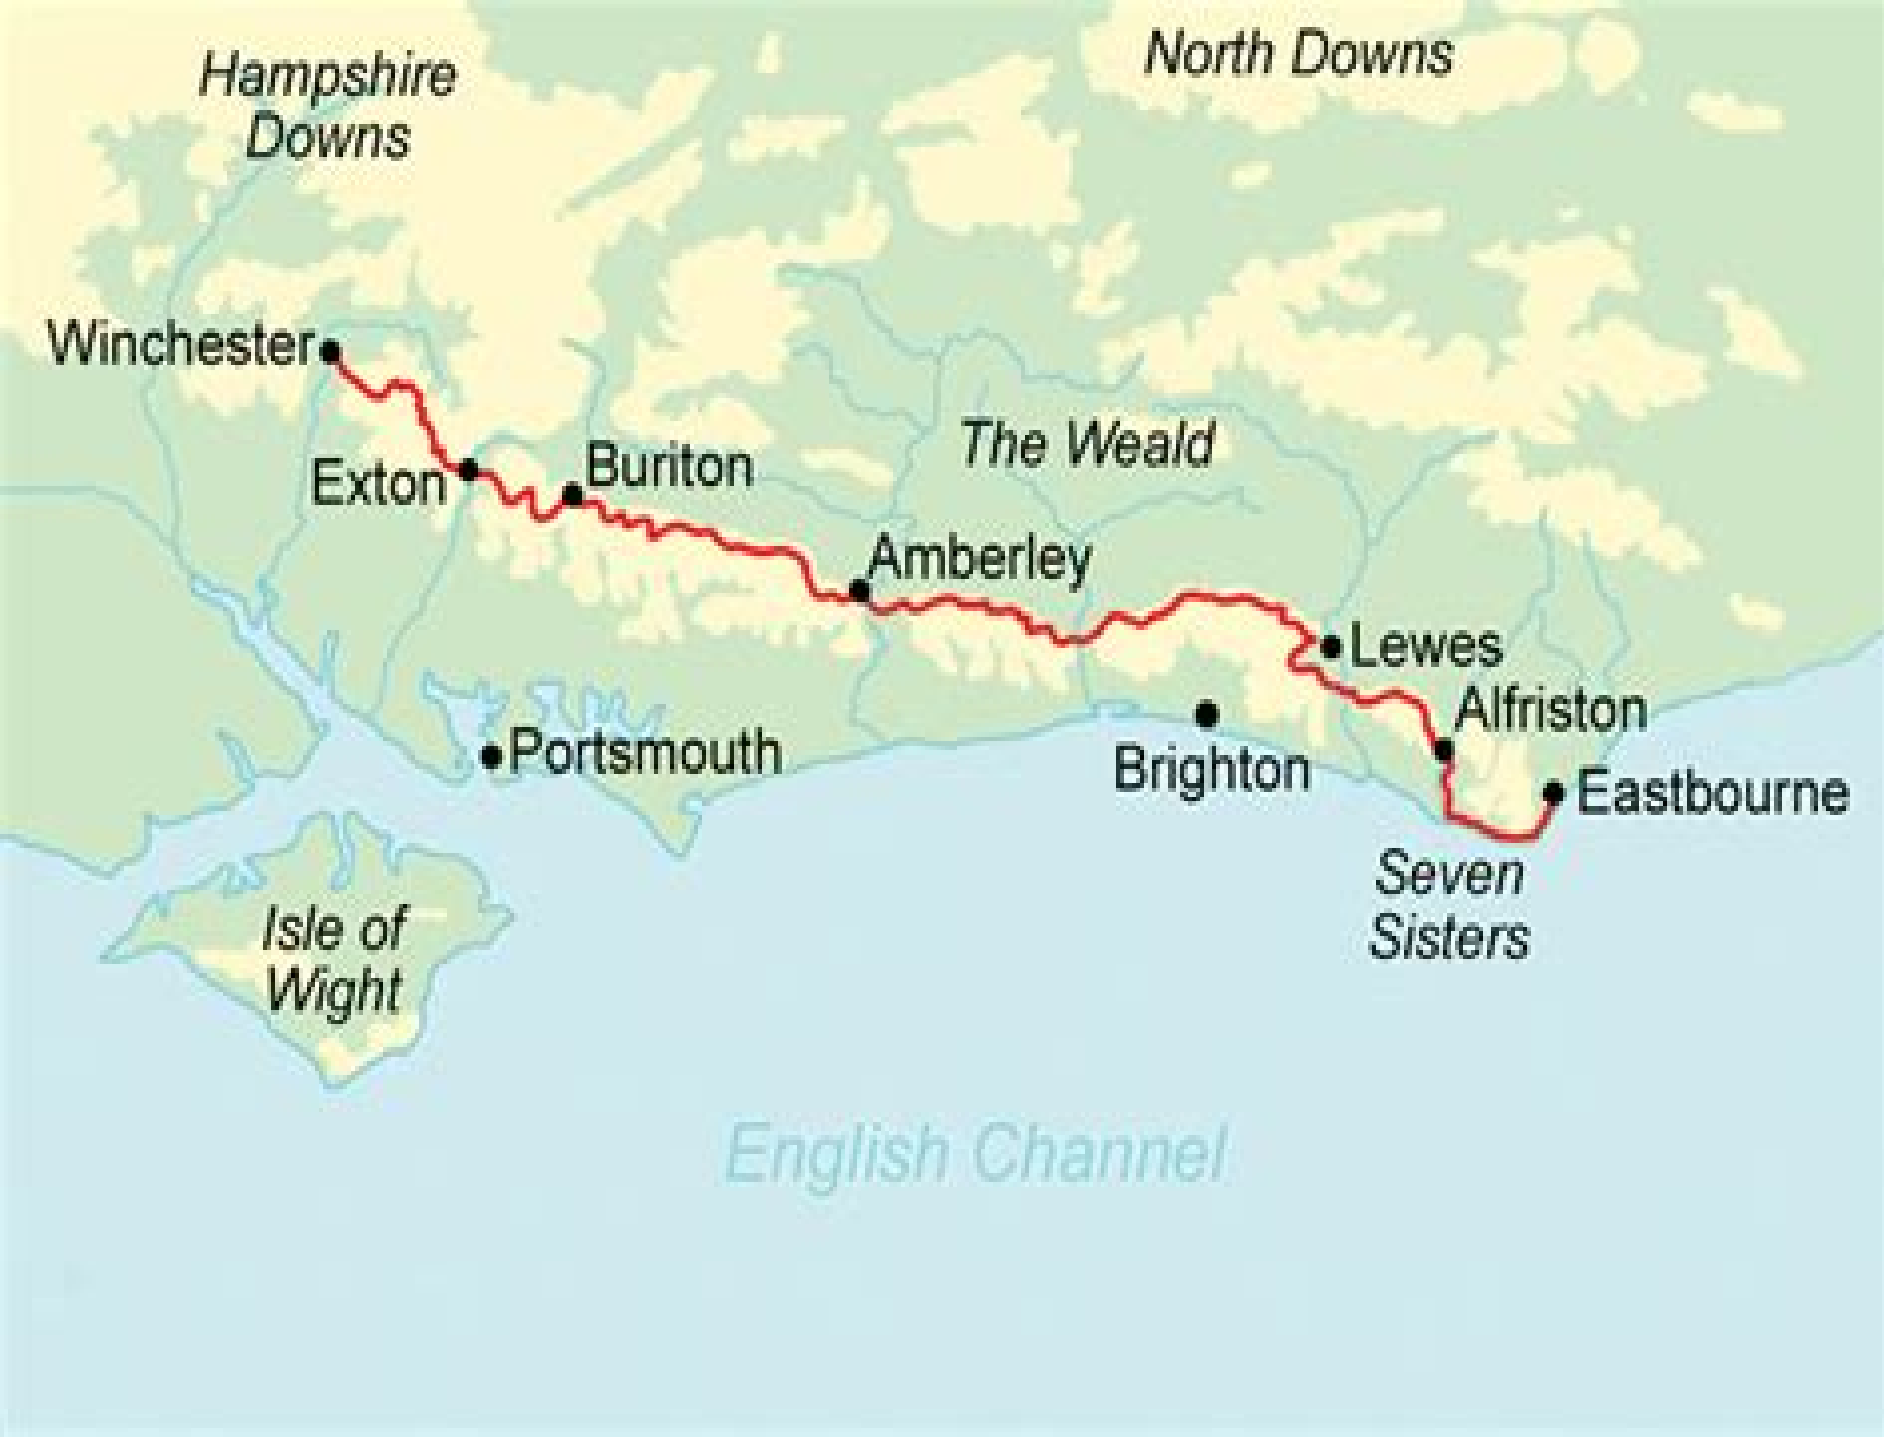 Hampshire
Downs
North Downs
Winchester
The Weald
Buriton
Exton
Amberley
Lewes
Alfriston
Portsmouth
Brighton
Eastbourne
Seven
Sisters
Isle of
Wight
English Channel